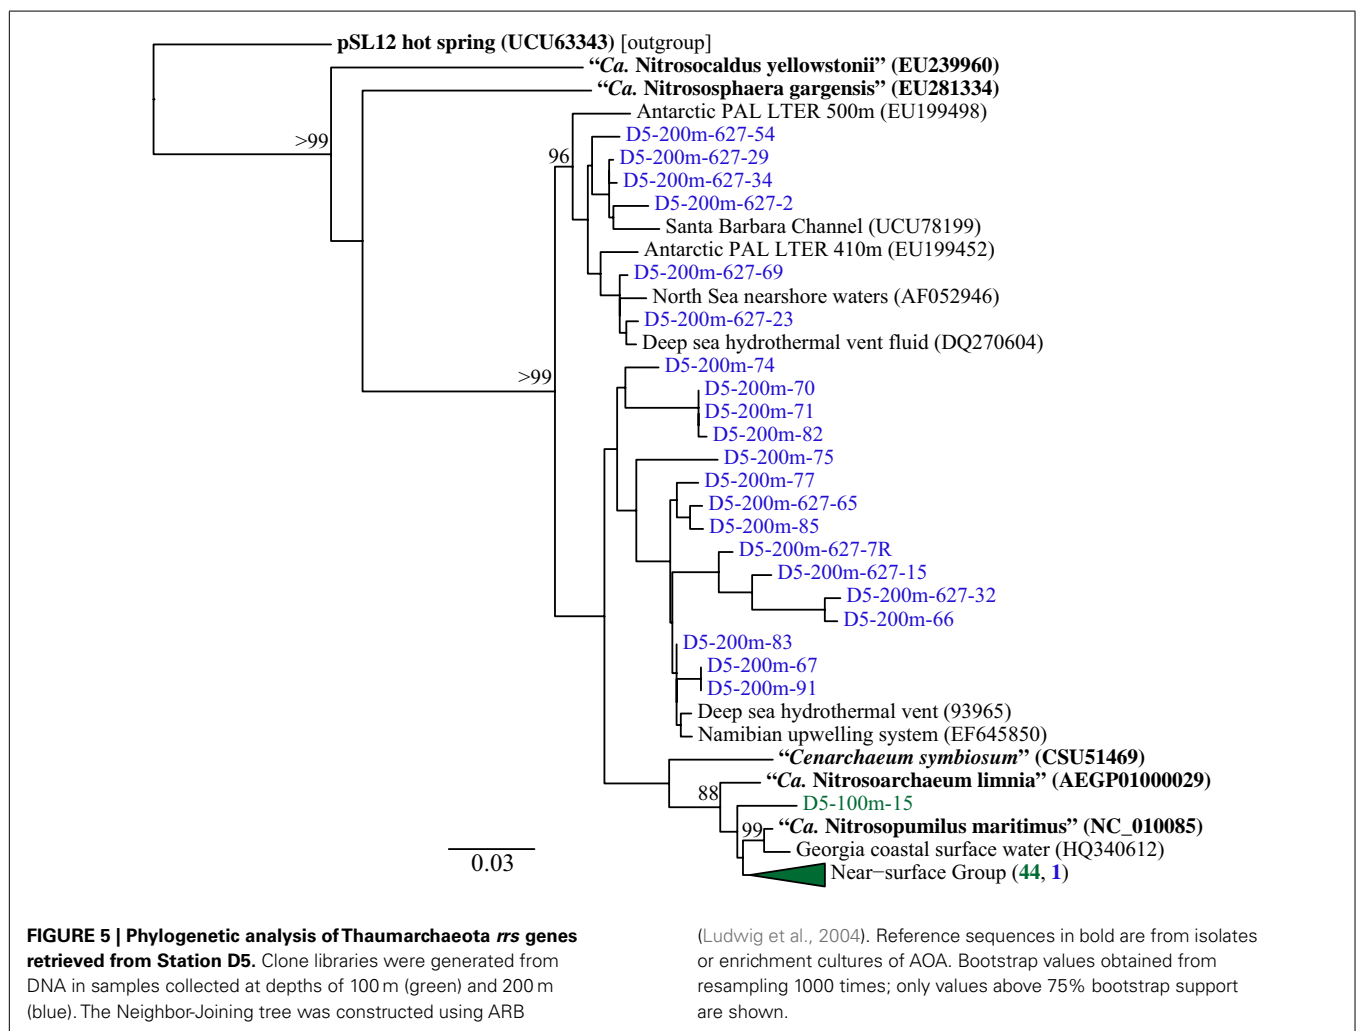 pSL12 hot spring (UCU63343) [outgroup]
“Ca. Nitrosocaldus yellowstonii” (EU239960)
“Ca. Nitrososphaera gargensis” (EU281334)
Antarctic PAL LTER 500m (EU199498)
>99
D5-200m-627-54
96
D5-200m-627-29
D5-200m-627-34
D5-200m-627-2
Santa Barbara Channel (UCU78199)
Antarctic PAL LTER 410m (EU199452)
D5-200m-627-69
North Sea nearshore waters (AF052946)
D5-200m-627-23
Deep sea hydrothermal vent fluid (DQ270604)
D5-200m-74
>99
D5-200m-70
D5-200m-71
D5-200m-82
D5-200m-75
D5-200m-77
D5-200m-627-65
D5-200m-85
D5-200m-627-7R
D5-200m-627-15
D5-200m-627-32
D5-200m-66
D5-200m-83
D5-200m-67
D5-200m-91
Deep sea hydrothermal vent (93965)
Namibian upwelling system (EF645850)
“Cenarchaeum symbiosum” (CSU51469)
“Ca. Nitrosoarchaeum limnia” (AEGP01000029)
88
D5-100m-15
“Ca. Nitrosopumilus maritimus” (NC_010085)
99
Georgia coastal surface water (HQ340612)
Near−surface Group (44, 1)
0.03
FIGURE 5 | Phylogenetic analysis of Thaumarchaeota rrs genes
retrieved from Station D5. Clone libraries were generated from
DNA in samples collected at depths of 100 m (green) and 200 m
(blue). The Neighbor-Joining tree was constructed using ARB
(Ludwig et al., 2004). Reference sequences in bold are from isolates
or enrichment cultures of AOA. Bootstrap values obtained from
resampling 1000 times; only values above 75% bootstrap support
are shown.